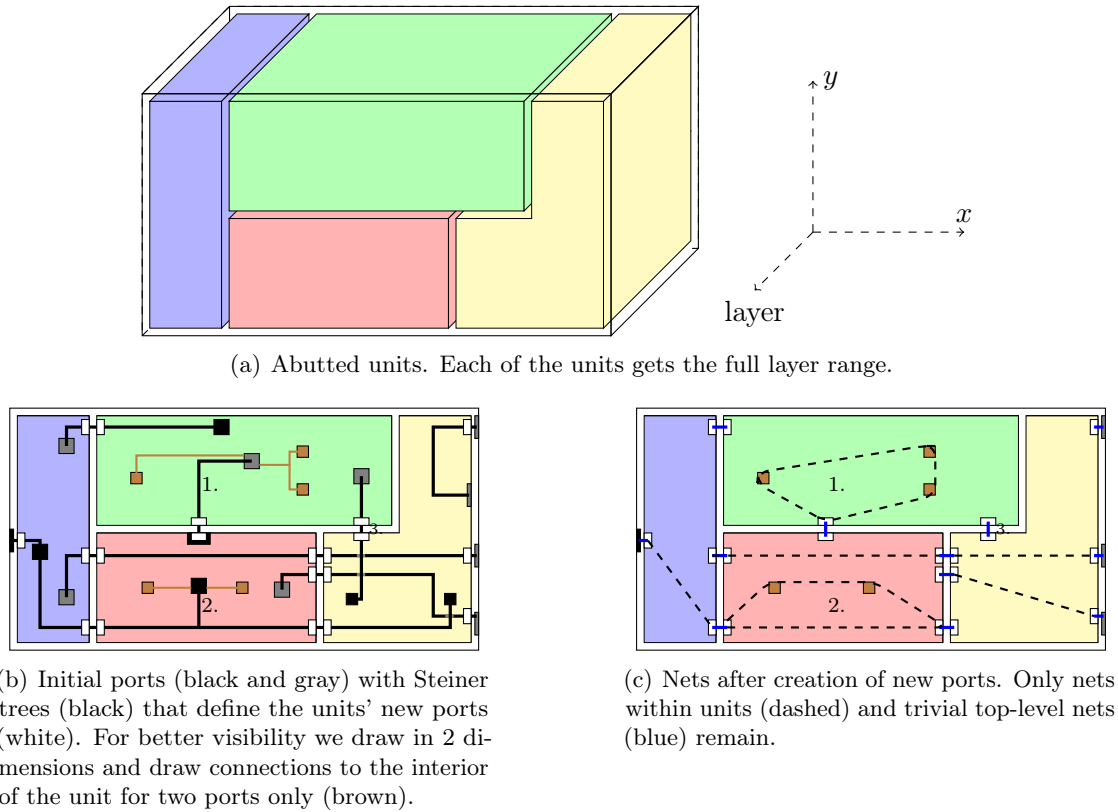 y
x
layer
(a) Abutted units. Each of the units gets the full layer range.
1.
3.
2.
1.
3.
2.
(b) Initial ports (black and gray) with Steiner
trees (black) that define the units' new ports
(white). For better visibility we draw in 2 di-
mensions and draw connections to the interior
of the unit for two ports only (brown).
(c) Nets after creation of new ports. Only nets
within units (dashed) and trivial top-level nets
(blue) remain.